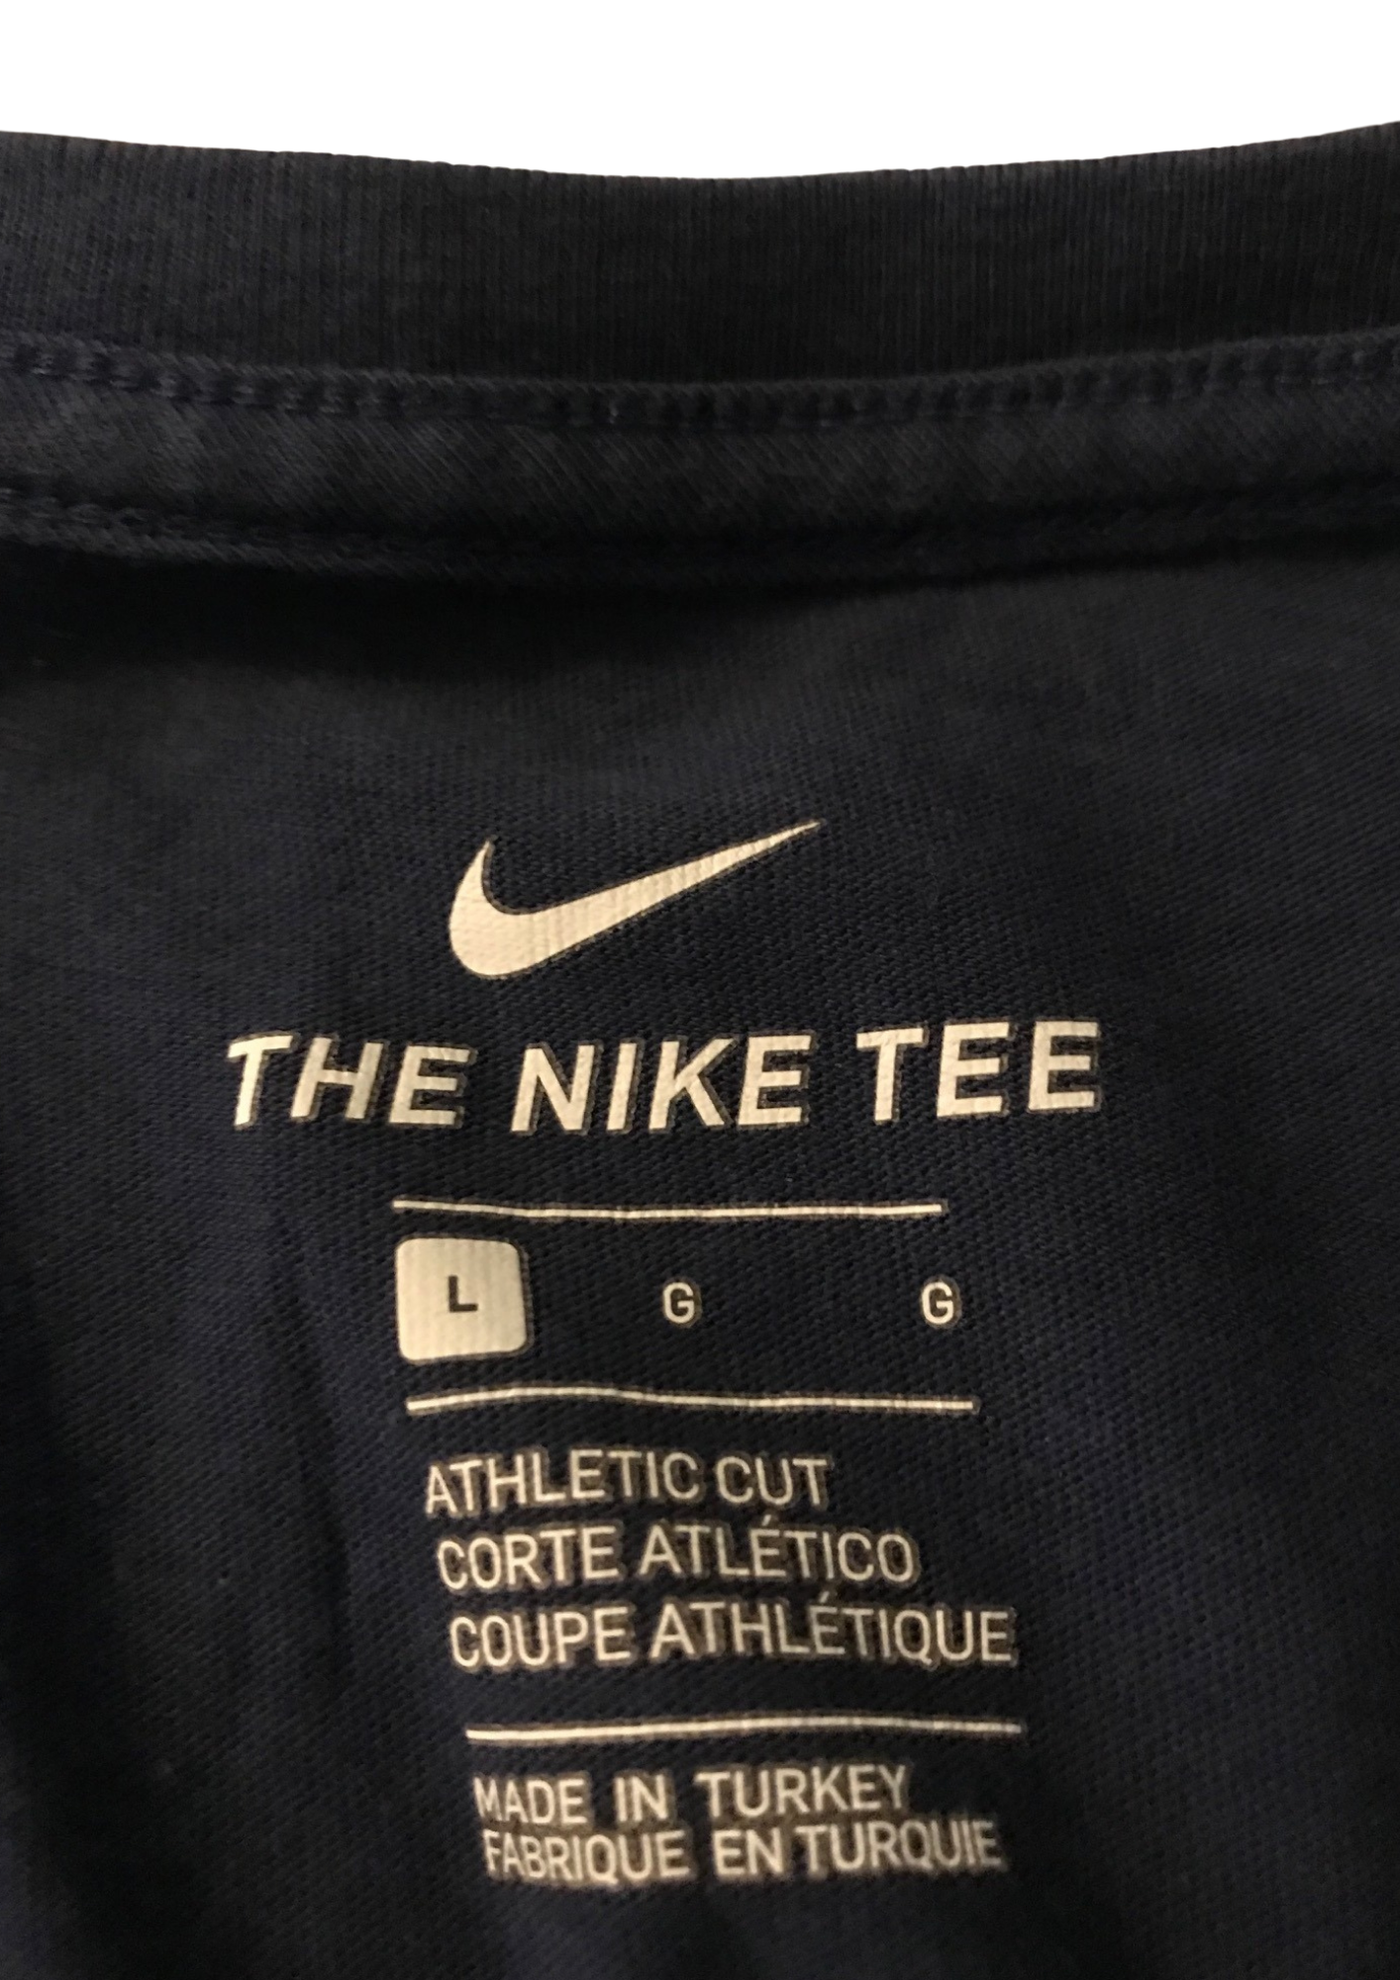 THE NIKE TEE
L G G
ATHLETIC CUT
CORTE ATLÉTICO
COUPE ATHLÉTIQUE
MADE IN TURKEY
FABRIQUE EN TURQUIE